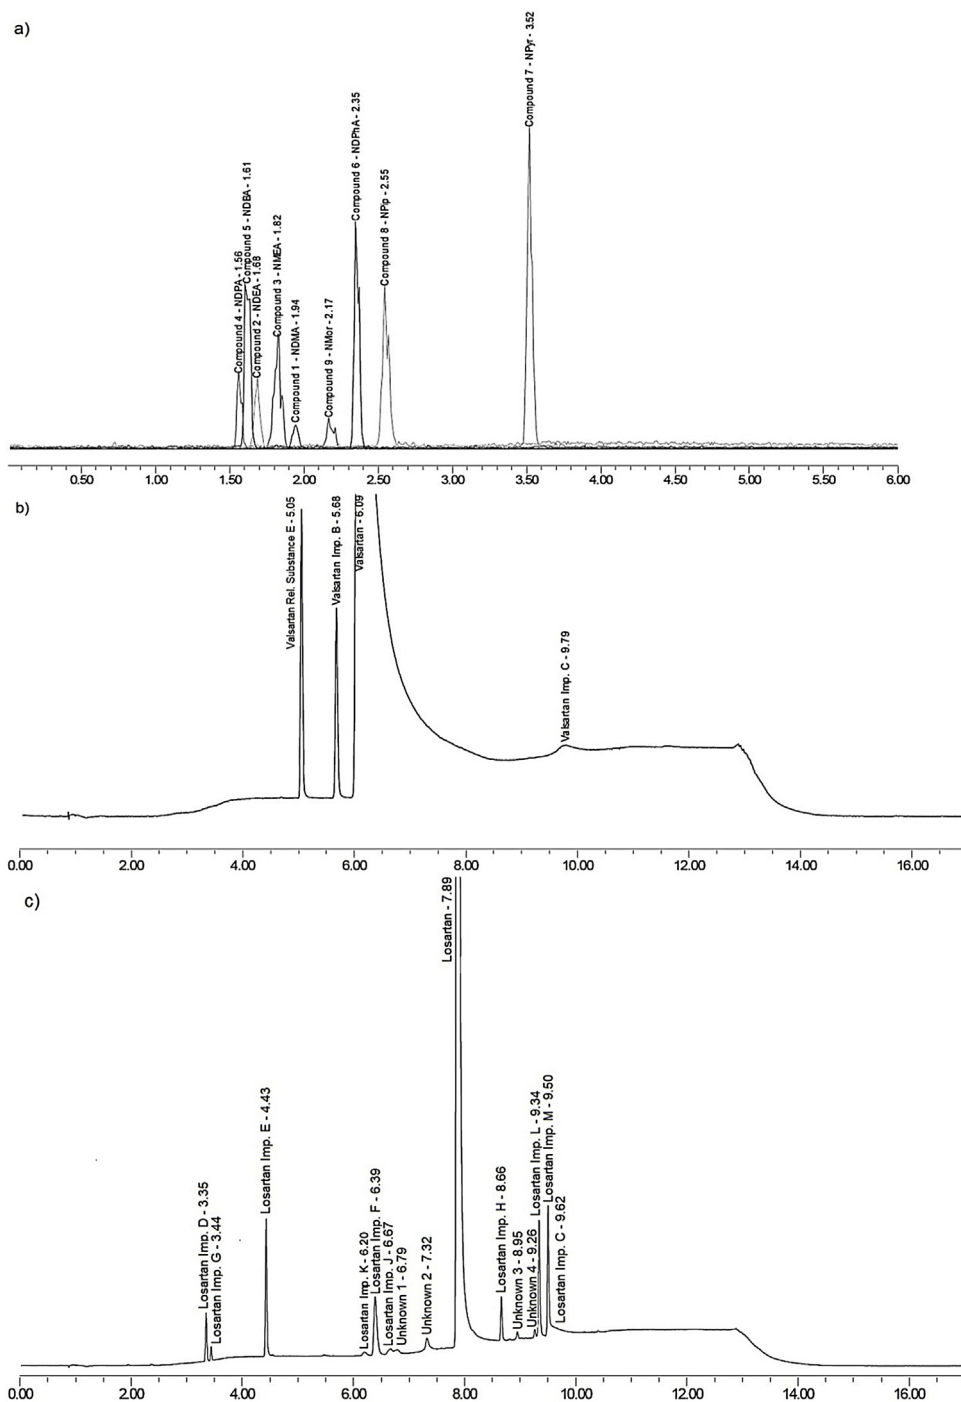 a)
Compound 4 - NDPA - 1.56
Compound 5 - NDBA - 1.61
Compound 2 - NDEA - 1.68
Compound 3 - NMEA - 1.82
Compound 1 - NDMA - 1.94
Compound 9 - NMor - 2.17
Compound 6 - NDPhA - 2.35
Compound 8 - NPip - 2.55
Compound 7 - NPyr - 3.52
0.50 1.00 1.50 2.00 2.50 3.00 3.50 4.00 4.50 5.00 5.50 6.00
b)
Valsartan Rel. Substance E - 5.05
Valsartan Imp. B - 5.68
Valsartan - 6.09
Valsartan Imp. C - 9.79
0.00 2.00 4.00 6.00 8.00 10.00 12.00 14.00 16.00
c)
Losartan Imp. D - 3.35
Losartan Imp. G - 3.44
Losartan Imp. E - 4.43
Losartan Imp. K - 6.20
Losartan Imp. F - 6.39
Losartan Imp. J - 6.67
Unknown 1 - 6.79
Unknown 2 - 7.32
Losartan - 7.89
Losartan Imp. H - 8.66
Unknown 3 - 8.95
Unknown 4 - 9.26
Losartan Imp. L - 9.34
Losartan Imp. M - 9.50
Losartan Imp. C - 9.62
0.00 2.00 4.00 6.00 8.00 10.00 12.00 14.00 16.00